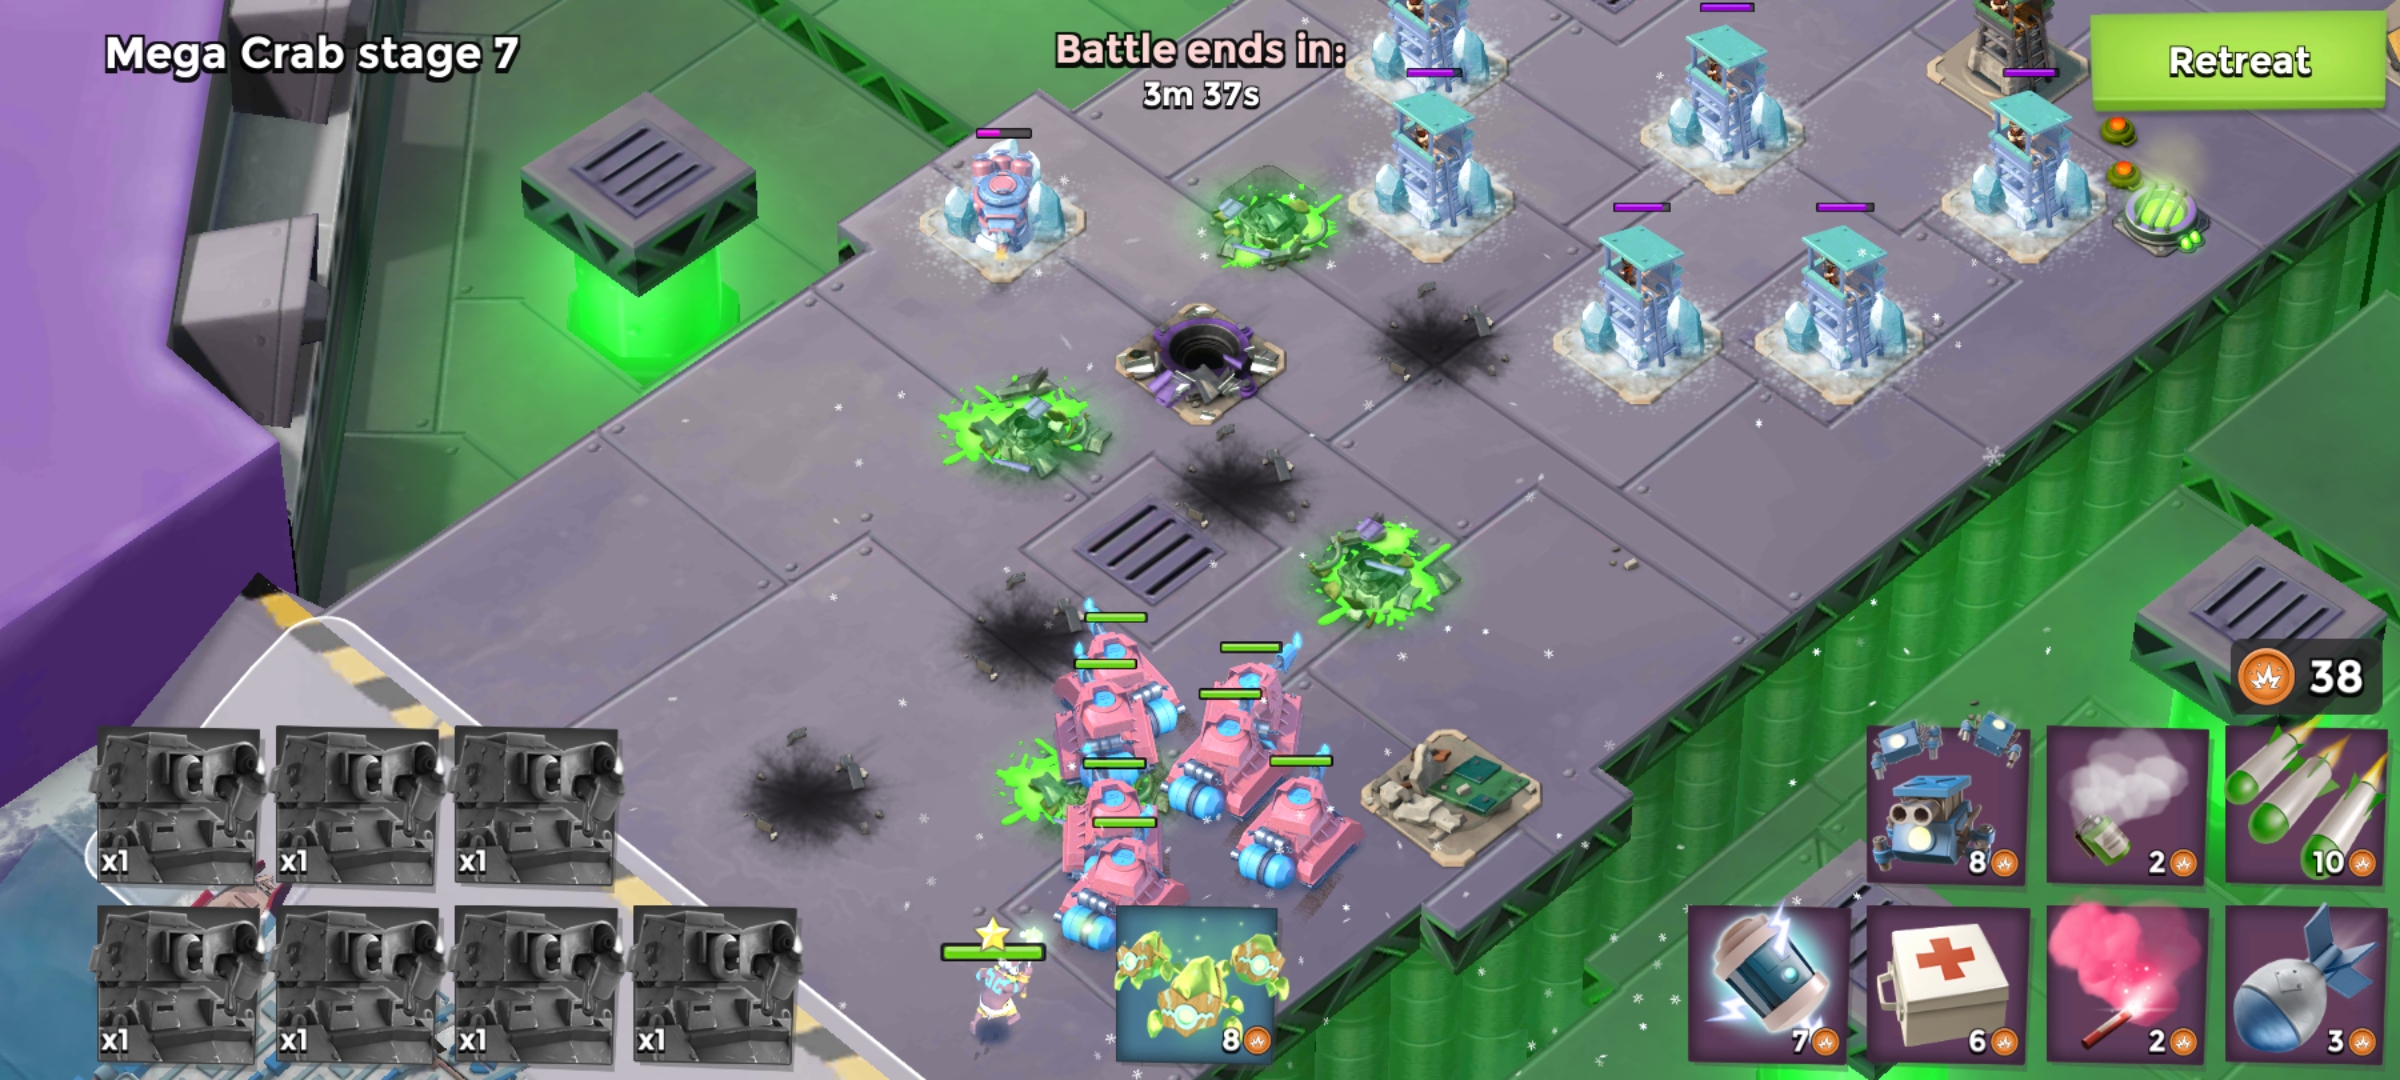 Mega Crab stage 7
Battle ends in:
3m 37s
Retreat
38
x1
x1
x1
8
2
10
x1
x1
x1
x1
8
7
6
2
3